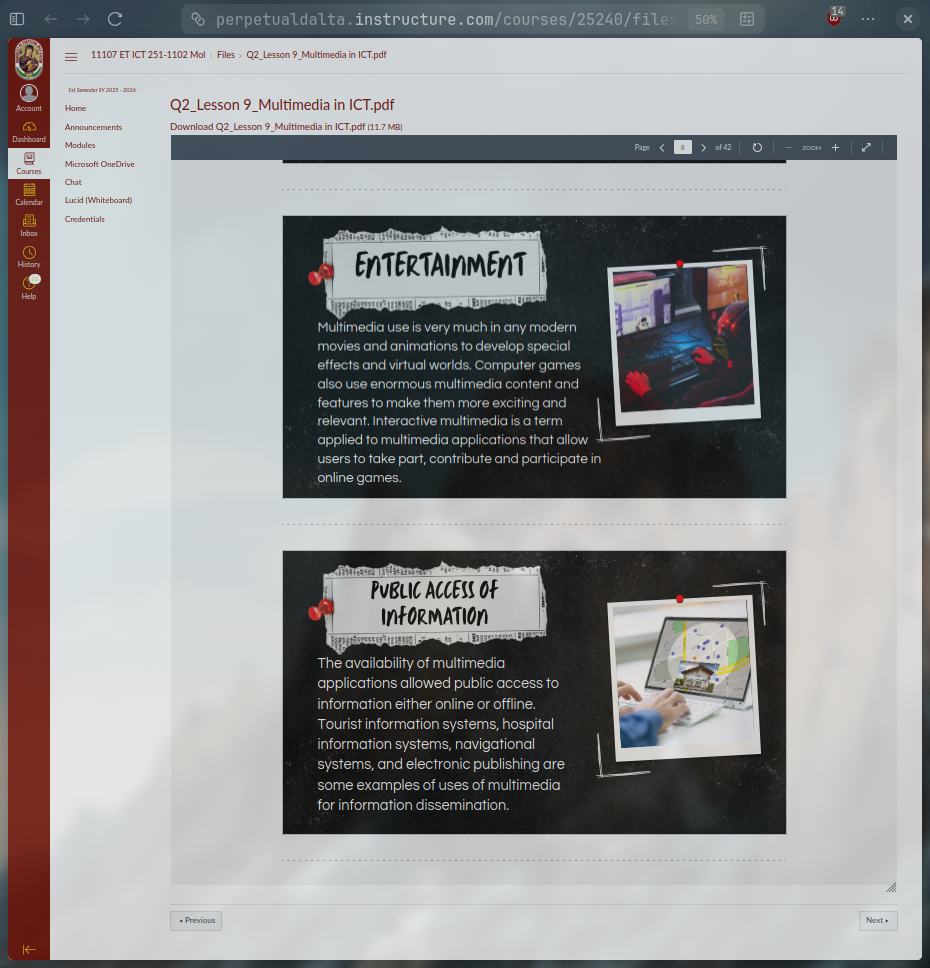 perpetualdalta.instructure.com/courses/25240/files
50%
14
11107 ET ICT 251-1102 Mol › Files › Q2_Lesson 9_Multimedia in ICT.pdf
Account
Dashboard
Courses
Calendar
Inbox
History
Help
1st Semester SY 2025 - 2026
Home
Announcements
Modules
Microsoft OneDrive
Chat
Lucid (Whiteboard)
Credentials
Q2_Lesson 9_Multimedia in ICT.pdf
Download Q2_Lesson 9_Multimedia in ICT.pdf (11.7 MB)
Page 8 of 42 ZOOM
ENTERTAINMENT
Multimedia use is very much in any modern
movies and animations to develop special
effects and virtual worlds. Computer games
also use enormous multimedia content and
features to make them more exciting and
relevant. Interactive multimedia is a term
applied to multimedia applications that allow
users to take part, contribute and participate in
online games.
PUBLIC ACCESS OF
INFORMATION
The availability of multimedia
applications allowed public access to
information either online or offline.
Tourist information systems, hospital
information systems, navigational
systems, and electronic publishing are
some examples of uses of multimedia
for information dissemination.
◂ Previous
Next ▸